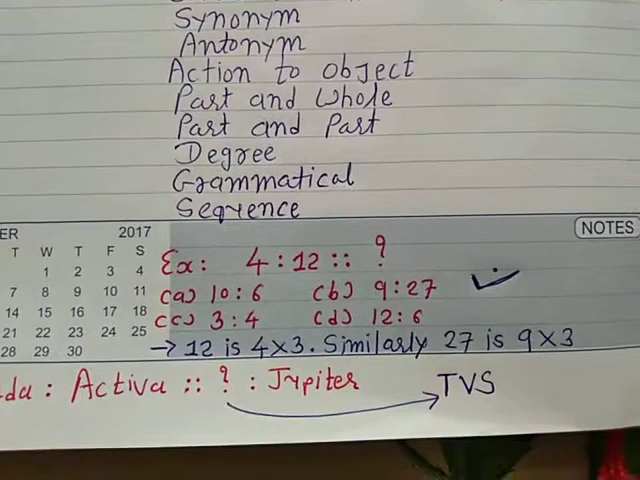 Synonym
Antonym
Action to Object
Part and Whole
Part and Part
Degree
Grammatical
Seqrence
ER 2017 NOTES
T W T F S
1 2 3 4
7 8 9 10 11
14 15 16 17 18
21 22 23 24 25
28 29 30
Ex: 4 : 12 :: ?
(a) 10 : 6 (b) 9 : 27
(c) 3 : 4 (d) 12 : 6
→ 12 is 4×3. Similarly 27 is 9×3
da : Activa :: ? : Jupiter TVS